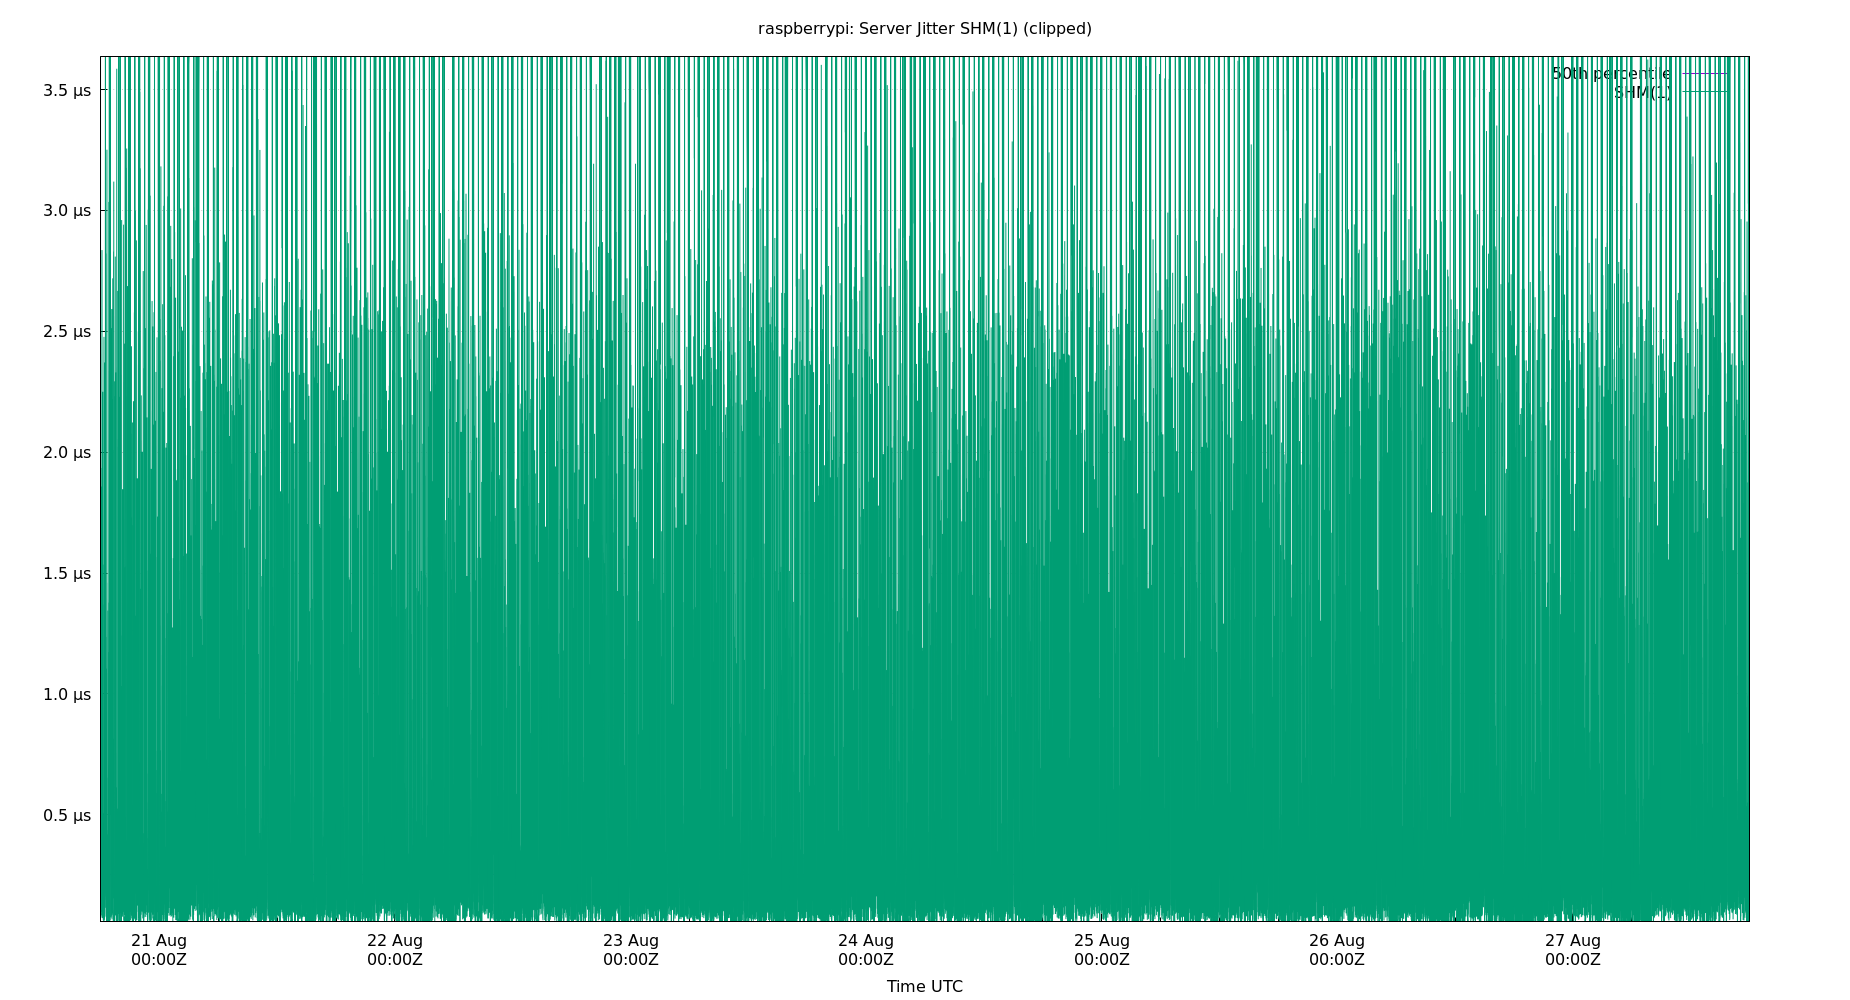 raspberrypi: Server Jitter SHM(1) (clipped)
50th percentile
SHM(1)
3.5 µs
3.0 µs
2.5 µs
2.0 µs
1.5 µs
1.0 µs
0.5 µs
21 Aug 22 Aug 23 Aug 24 Aug 25 Aug 26 Aug 27 Aug
00:00Z 00:00Z 00:00Z 00:00Z 00:00Z 00:00Z 00:00Z
Time UTC